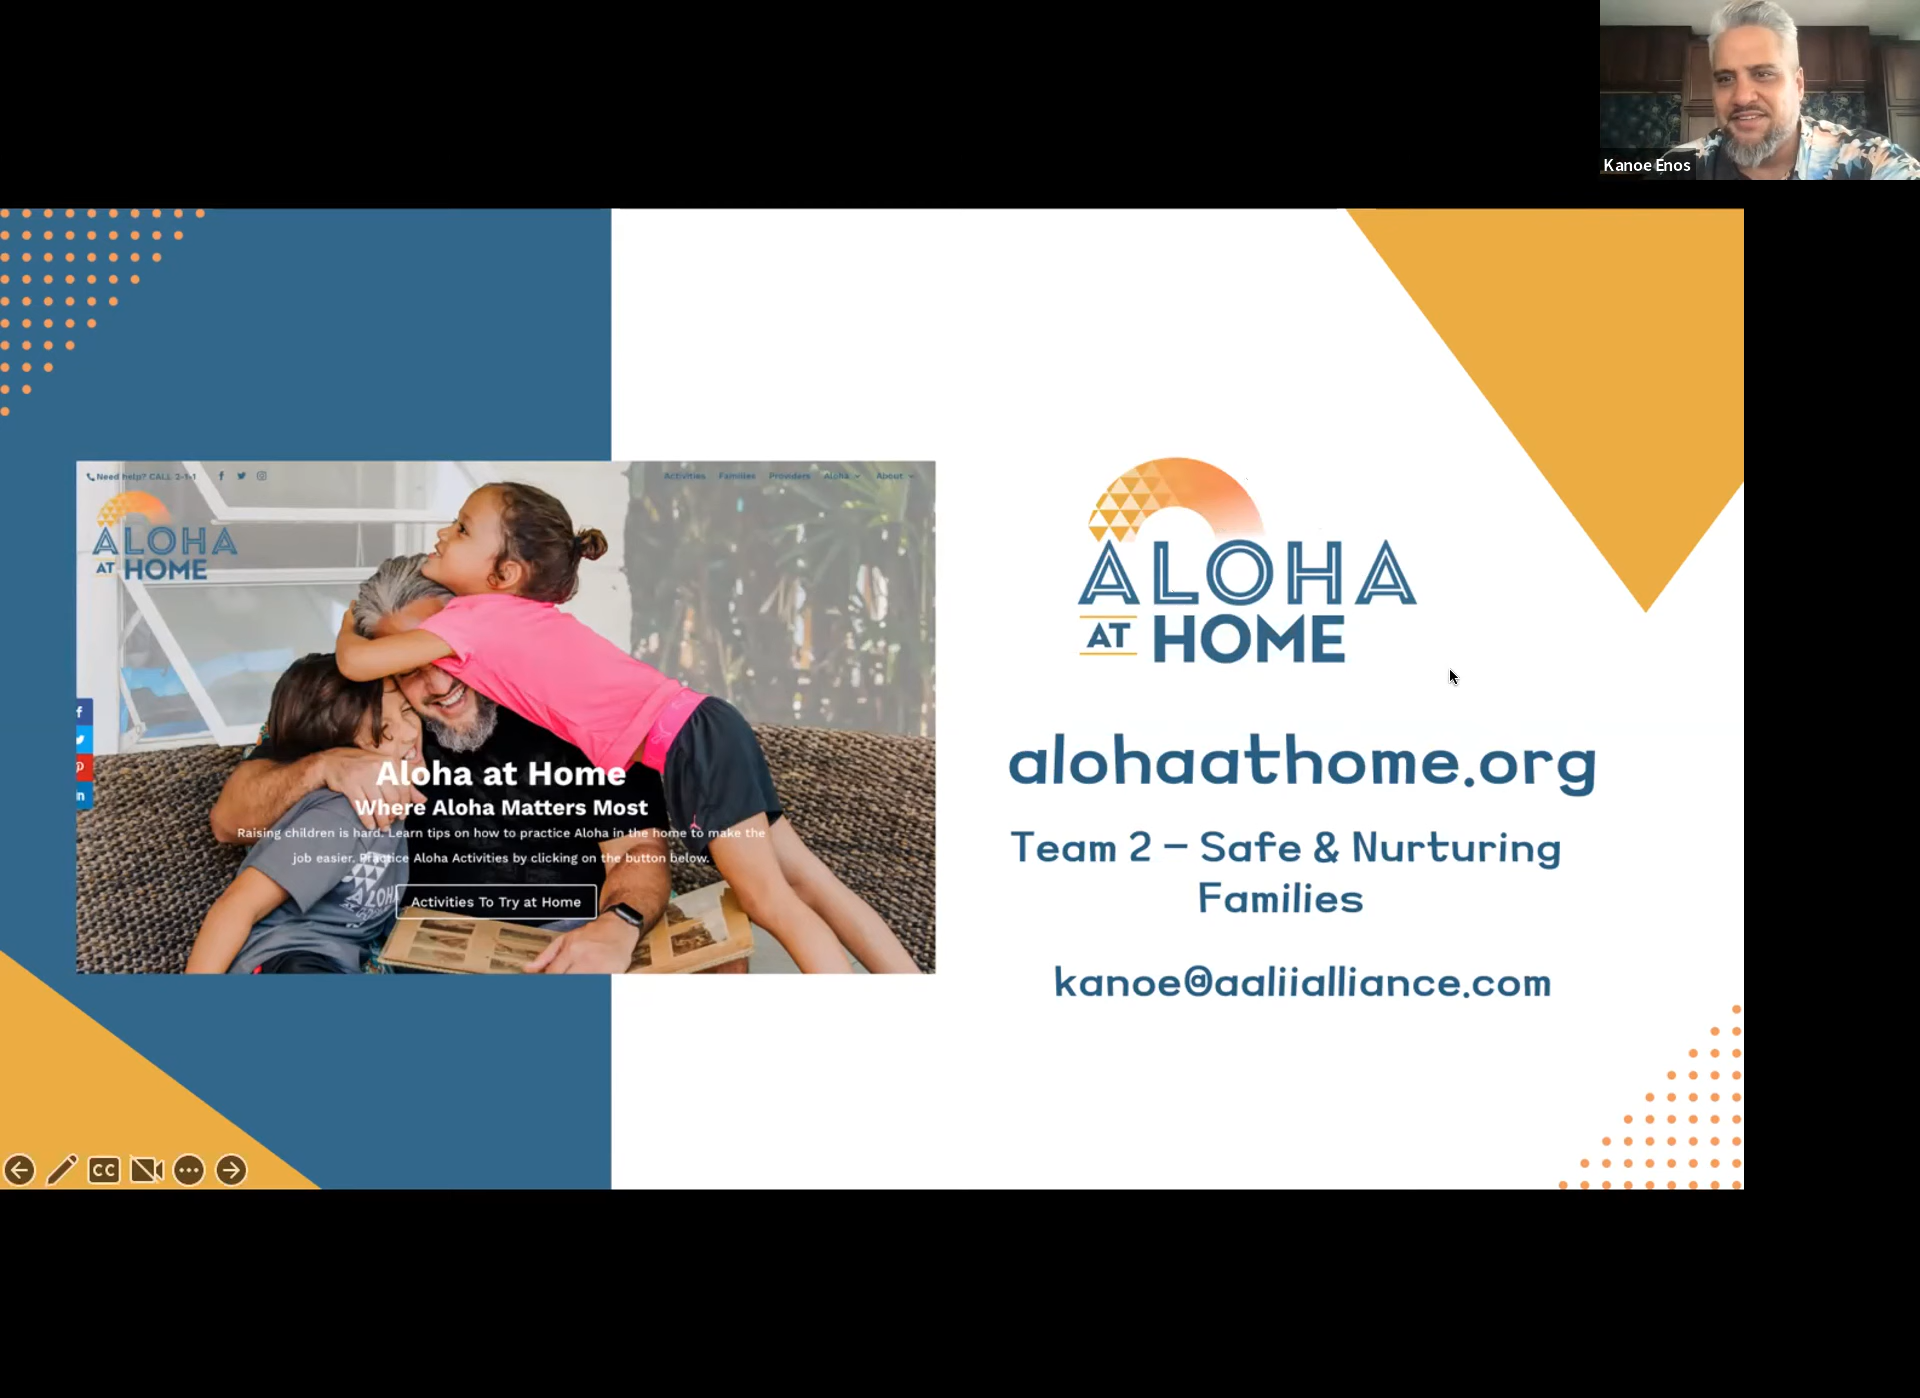 Kanoe Enos
Need help? CALL 2-1-1
Activities Families Providers Aloha About
ALOHA
AT HOME
Aloha at Home
Where Aloha Matters Most
Raising children is hard. Learn tips on how to practice Aloha in the home to make the
job easier. Practice Aloha Activities by clicking on the button below.
Activities To Try at Home
ALOHA
ALOHA
AT HOME
alohaathome.org
Team 2 – Safe & Nurturing
Families
kanoe@aaliialliance.com
CC